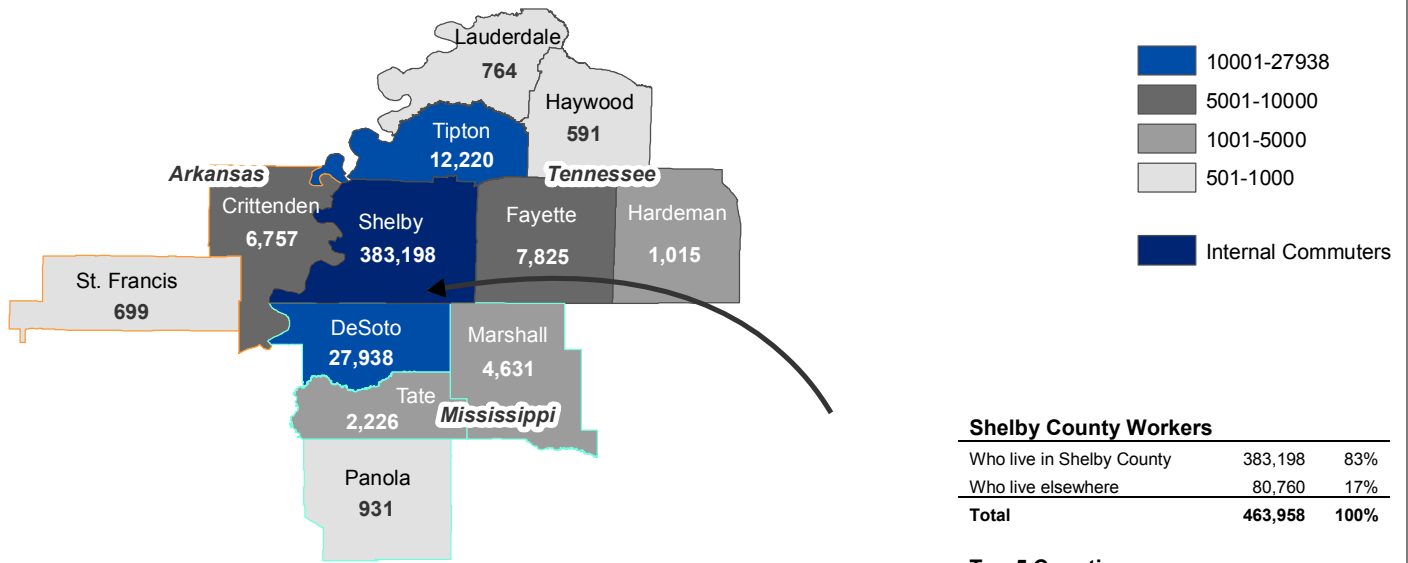 Lauderdale
764
Haywood
591
Tipton
12,220
Arkansas
Tennessee
Crittenden
6,757
Shelby
383,198
Fayette
7,825
Hardeman
1,015
St. Francis
699
DeSoto
27,938
Marshall
4,631
Tate
2,226
Mississippi
Panola
931
10001-27938
5001-10000
1001-5000
501-1000
Internal Commuters
Shelby County Workers
Who live in Shelby County 383,198 83%
Who live elsewhere 80,760 17%
Total 463,958 100%